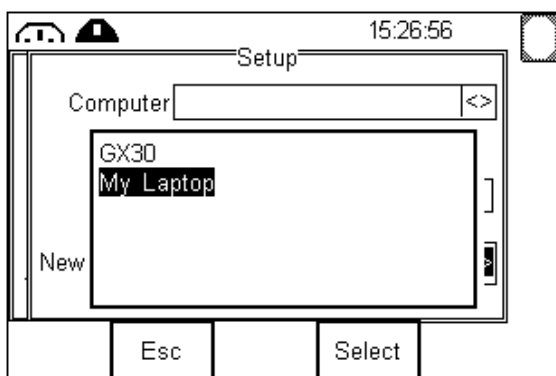 15:26:56
Setup
Computer <>
GX30
My Laptop
New >
Esc Select